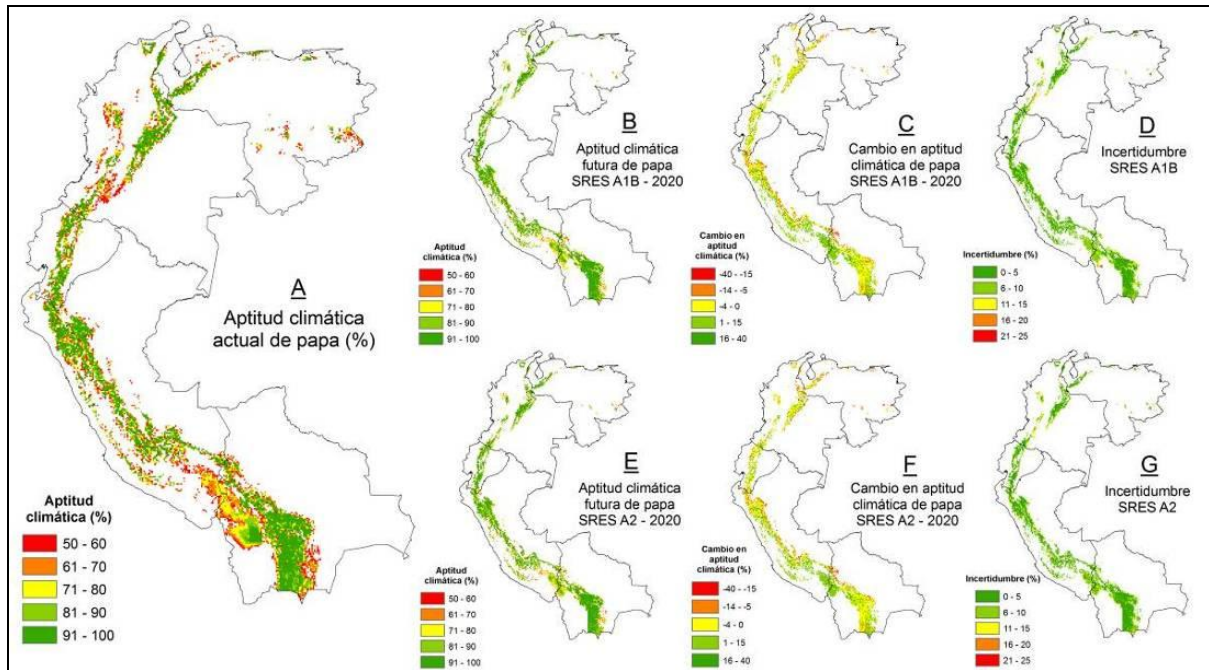 A
Aptitud climática
actual de papa (%)
Aptitud
climática (%)
50 - 60
61 - 70
71 - 80
81 - 90
91 - 100
B
Aptitud climática
futura de papa
SRES A1B - 2020
Aptitud
climática (%)
50 - 60
61 - 70
71 - 80
81 - 90
91 - 100
C
Cambio en aptitud
climática de papa
SRES A1B - 2020
Cambio en
aptitud
climática (%)
-40 - -15
-14 - -5
-4 - 0
1 - 15
16 - 40
D
Incertidumbre
SRES A1B
Incertidumbre (%)
0 - 5
6 - 10
11 - 15
16 - 20
21 - 25
E
Aptitud climática
futura de papa
SRES A2 - 2020
Aptitud
climática (%)
50 - 60
61 - 70
71 - 80
81 - 90
91 - 100
F
Cambio en aptitud
climática de papa
SRES A2 - 2020
Cambio en
aptitud
climática (%)
-40 - -15
-14 - -5
-4 - 0
1 - 15
16 - 40
G
Incertidumbre
SRES A2
Incertidumbre (%)
0 - 5
6 - 10
11 - 15
16 - 20
21 - 25